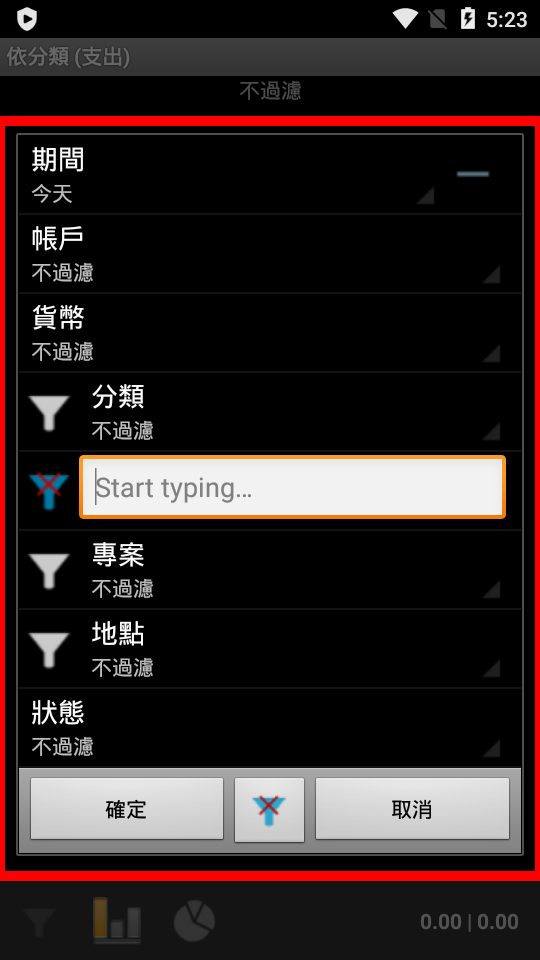 5:23
依分類 (支出)
不過濾
期間
今天
帳戶
不過濾
貨幣
不過濾
分類
不過濾
Start typing...
專案
不過濾
地點
不過濾
狀態
不過濾
確定
取消
0.00 | 0.00